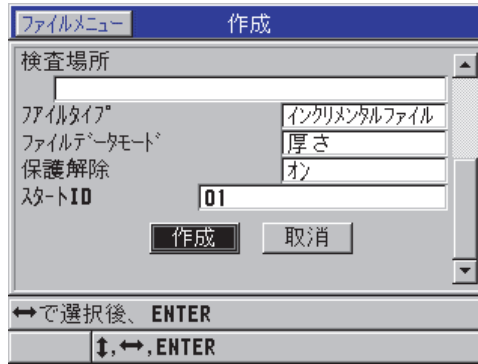 ファイルメニュー 作成
検査場所
ﾌｱｲﾙﾀｲﾌﾟ ｲﾝｸﾘﾒﾝﾀﾙﾌｧｲﾙ
ﾌｧｲﾙﾃﾞｰﾀﾓｰﾄﾞ 厚さ
保護解除 ｵﾝ
ｽﾀｰﾄID 01
作成 取消
↔で選択後、 ENTER
↕,↔,ENTER